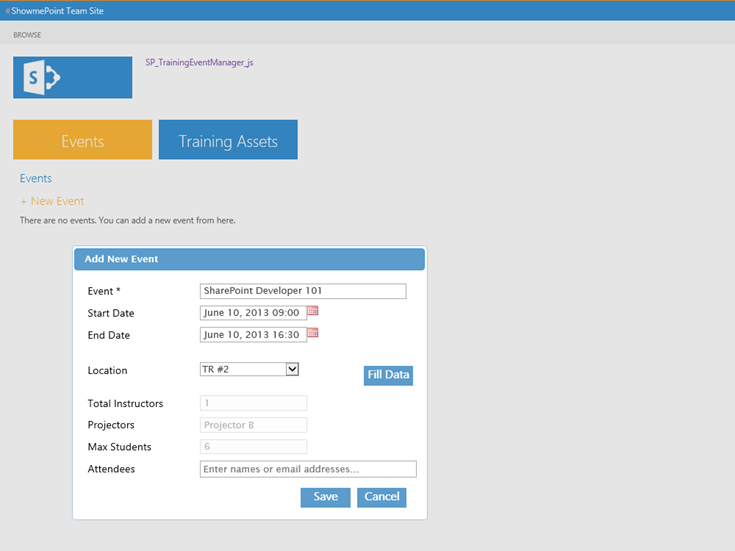 ShowmePoint Team Site
BROWSE
S
SP_TrainingEventManager_js
Events
Training Assets
Events
+ New Event
There are no events. You can add a new event from here.
Add New Event
Event *
SharePoint Developer 101
Start Date
June 10, 2013 09:00
End Date
June 10, 2013 16:30
Location
TR #2
Fill Data
Total Instructors
1
Projectors
Projector B
Max Students
6
Attendees
Enter names or email addresses...
Save
Cancel